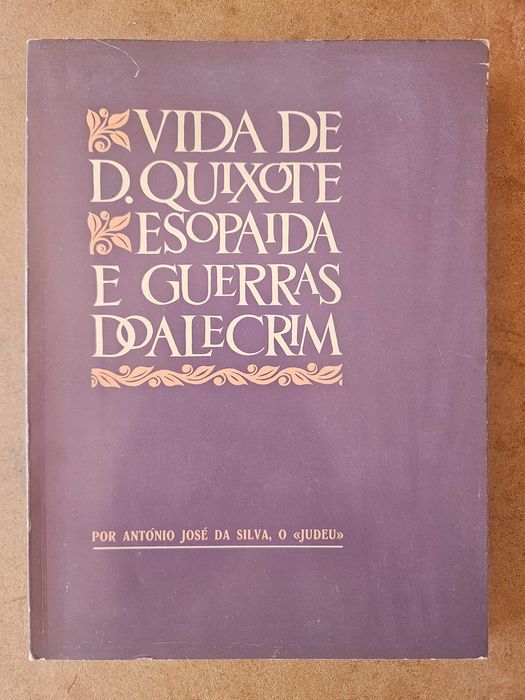 VIDA DE
D. QUIXOTE
ESOPAIDA
E GUERRAS
DO ALECRIM
POR ANTÓNIO JOSÉ DA SILVA, O «JUDEU»